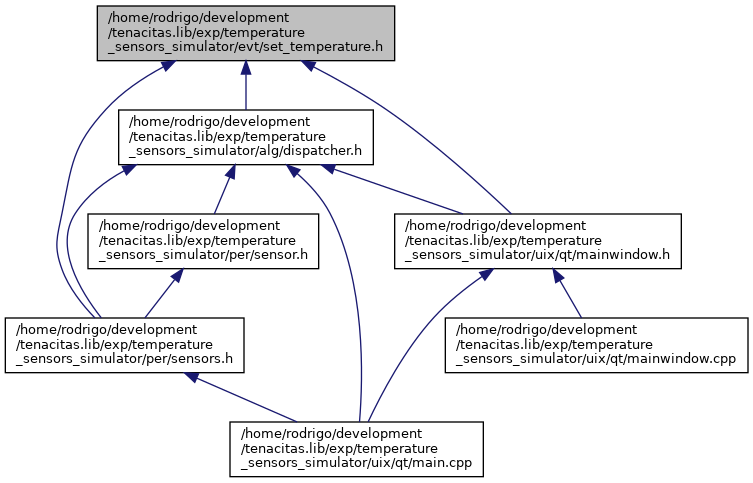 /home/rodrigo/development
/tenacitas.lib/exp/temperature
_sensors_simulator/evt/set_temperature.h
/home/rodrigo/development
/tenacitas.lib/exp/temperature
_sensors_simulator/alg/dispatcher.h
/home/rodrigo/development
/tenacitas.lib/exp/temperature
_sensors_simulator/per/sensor.h
/home/rodrigo/development
/tenacitas.lib/exp/temperature
_sensors_simulator/uix/qt/mainwindow.h
/home/rodrigo/development
/tenacitas.lib/exp/temperature
_sensors_simulator/per/sensors.h
/home/rodrigo/development
/tenacitas.lib/exp/temperature
_sensors_simulator/uix/qt/mainwindow.cpp
/home/rodrigo/development
/tenacitas.lib/exp/temperature
_sensors_simulator/uix/qt/main.cpp